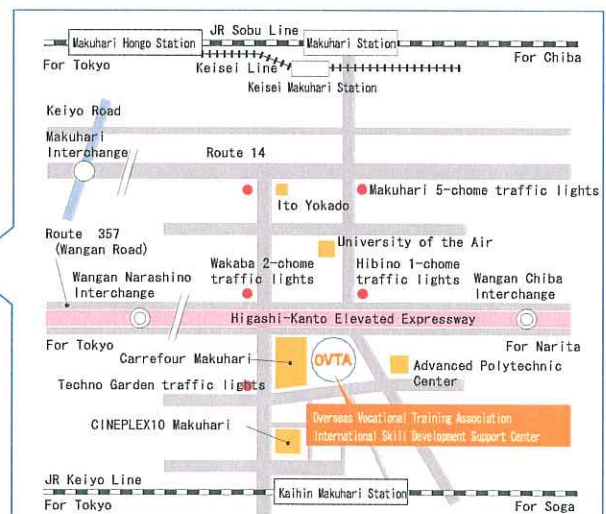 JR Sobu Line
Makuhari Hongo Station
Makuhari Station
For Tokyo
Keisei Line
For Chiba
Keisei Makuhari Station
Keiyo Road
Makuhari
Interchange
Route 14
Ito Yokado
Makuhari 5-chome traffic lights
Route 357
(Wangan Road)
University of the Air
Wakaba 2-chome
traffic lights
Hibino 1-chome
traffic lights
Wangan Narashino
Interchange
Wangan Chiba
Interchange
Higashi-Kanto Elevated Expressway
For Tokyo
For Narita
Carrefour Makuhari
OVTA
Advanced Polytechnic
Center
Techno Garden traffic lights
Overseas Vocational Training Association
International Skill Development Support Center
CINEPLEX10 Makuhari
JR Keiyo Line
Kaihin Makuhari Station
For Tokyo
For Soga